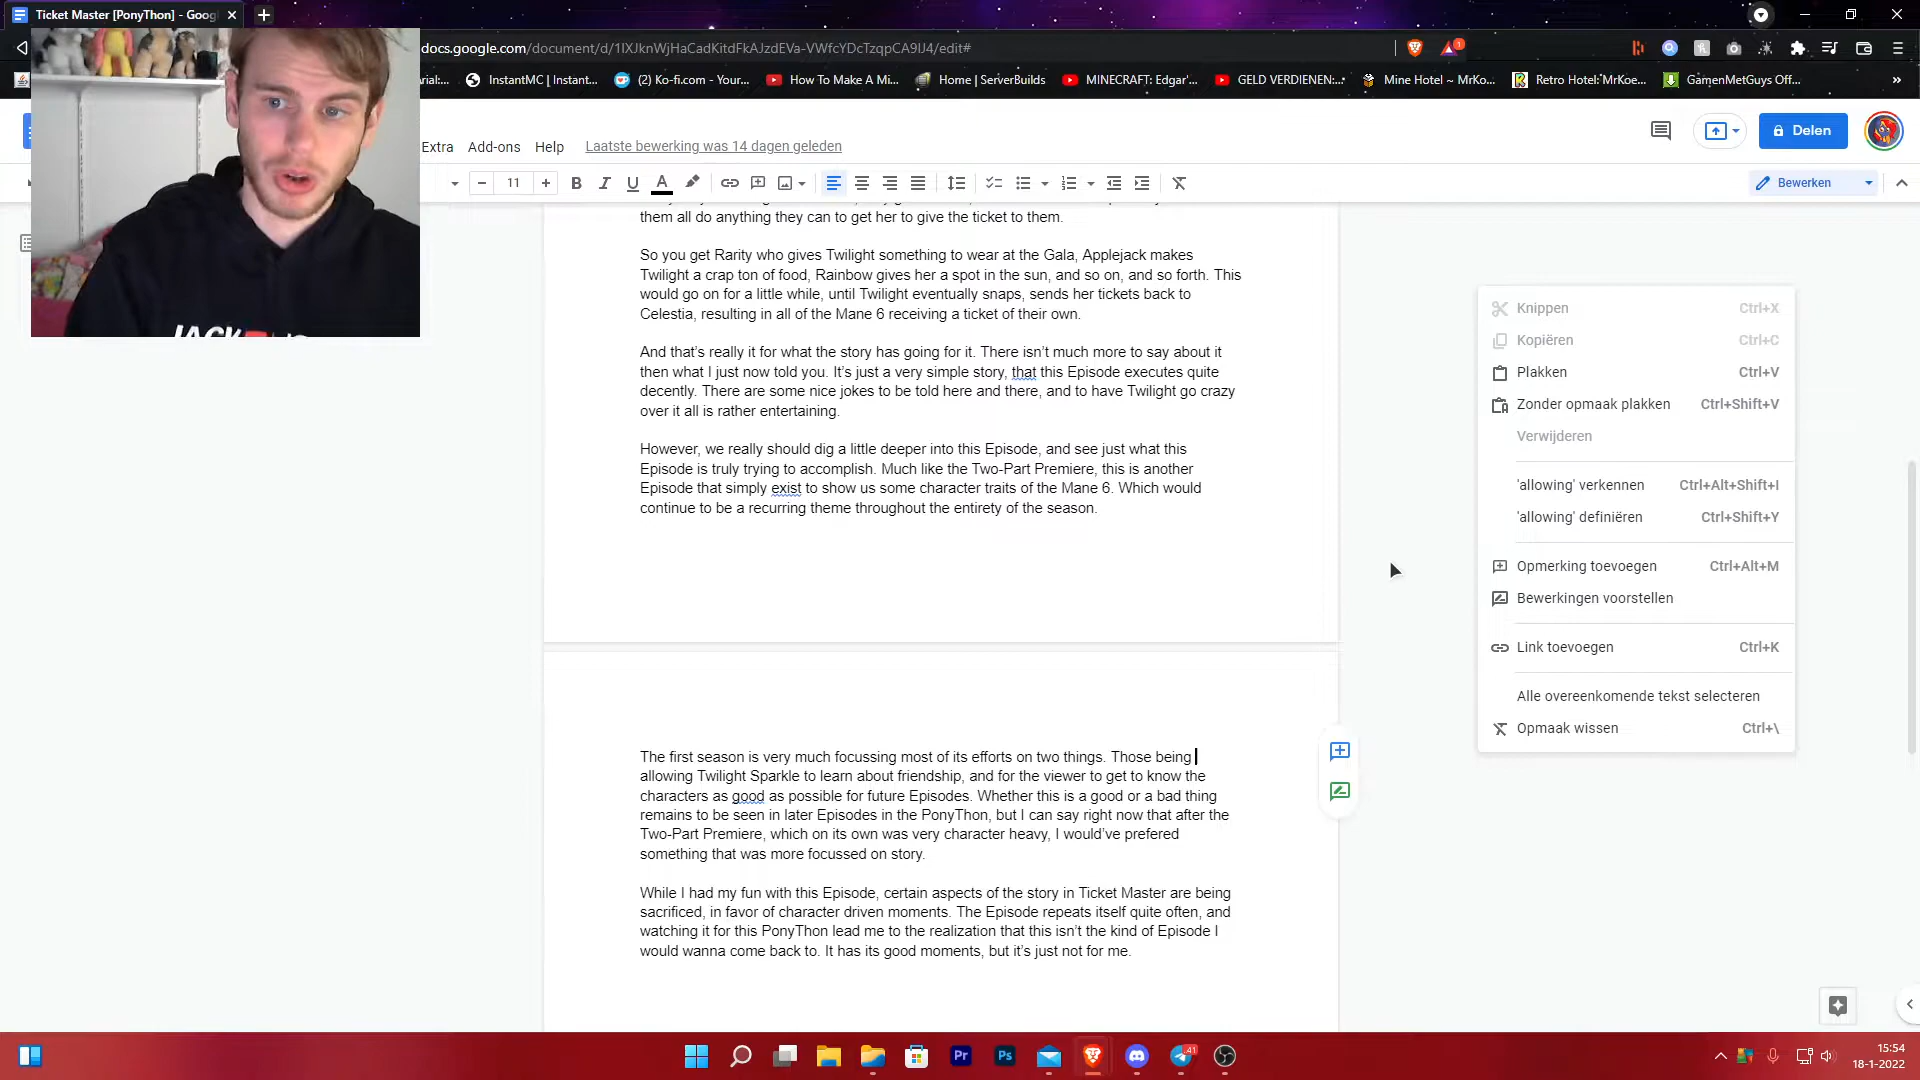 Ticket Master [PonyThon] - Goog
docs.google.com/document/d/1IXJknWjHaCadKitdFkAJzdEVa-VWfcYDcTzqpCA9lJ4/edit#
1
arial:...
InstantMC | Instant...
(2) Ko-fi.com - Your...
How To Make A Mi...
Home | ServerBuilds
MINECRAFT: Edgar'...
GELD VERDIENEN:...
Mine Hotel ~ MrKo...
Retro Hotel: MrKoe...
GamenMetGuys Off...
Extra
Add-ons
Help
Laatste bewerking was 14 dagen geleden
Delen
11
Bewerken
them all do anything they can to get her to give the ticket to them.
So you get Rarity who gives Twilight something to wear at the Gala, Applejack makes
Twilight a crap ton of food, Rainbow gives her a spot in the sun, and so on, and so forth. This
would go on for a little while, until Twilight eventually snaps, sends her tickets back to
Celestia, resulting in all of the Mane 6 receiving a ticket of their own.
And that's really it for what the story has going for it. There isn't much more to say about it
then what I just now told you. It's just a very simple story, that this Episode executes quite
decently. There are some nice jokes to be told here and there, and to have Twilight go crazy
over it all is rather entertaining.
However, we really should dig a little deeper into this Episode, and see just what this
Episode is truly trying to accomplish. Much like the Two-Part Premiere, this is another
Episode that simply exist to show us some character traits of the Mane 6. Which would
continue to be a recurring theme throughout the entirety of the season.
The first season is very much focussing most of its efforts on two things. Those being
allowing Twilight Sparkle to learn about friendship, and for the viewer to get to know the
characters as good as possible for future Episodes. Whether this is a good or a bad thing
remains to be seen in later Episodes in the PonyThon, but I can say right now that after the
Two-Part Premiere, which on its own was very character heavy, I would've prefered
something that was more focussed on story.
While I had my fun with this Episode, certain aspects of the story in Ticket Master are being
sacrificed, in favor of character driven moments. The Episode repeats itself quite often, and
watching it for this PonyThon lead me to the realization that this isn't the kind of Episode I
would wanna come back to. It has its good moments, but it's just not for me.
Knippen Ctrl+X
Kopiëren Ctrl+C
Plakken Ctrl+V
Zonder opmaak plakken Ctrl+Shift+V
Verwijderen
'allowing' verkennen Ctrl+Alt+Shift+I
'allowing' definiëren Ctrl+Shift+Y
Opmerking toevoegen Ctrl+Alt+M
Bewerkingen voorstellen
Link toevoegen Ctrl+K
Alle overeenkomende tekst selecteren
Opmaak wissen Ctrl+\
Pr
Ps
41
15:54
18-1-2022